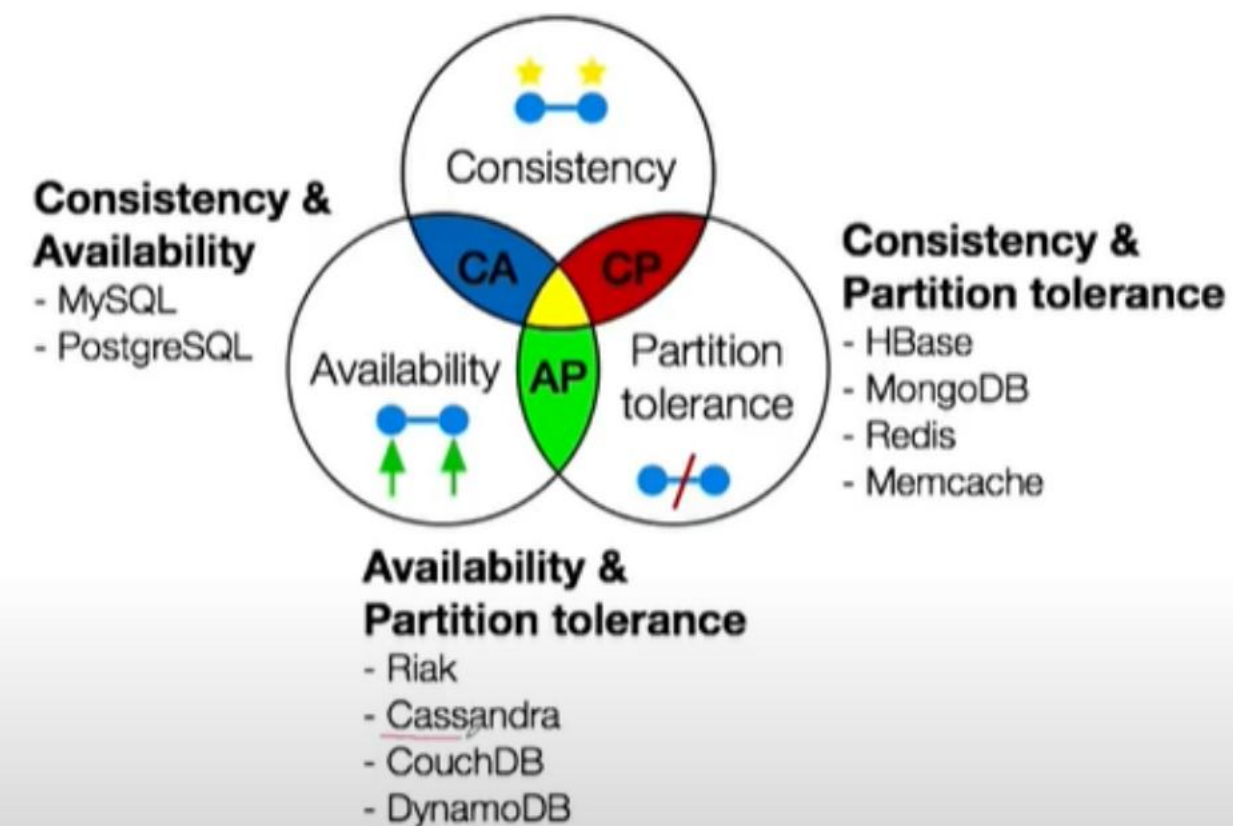 Consistency
Consistency &
Availability
- MySQL
- PostgreSQL
CA
CP
Consistency &
Partition tolerance
- HBase
- MongoDB
- Redis
- Memcache
Availability
AP
Partition
tolerance
Availability &
Partition tolerance
- Riak
- Cassandra
- CouchDB
- DynamoDB